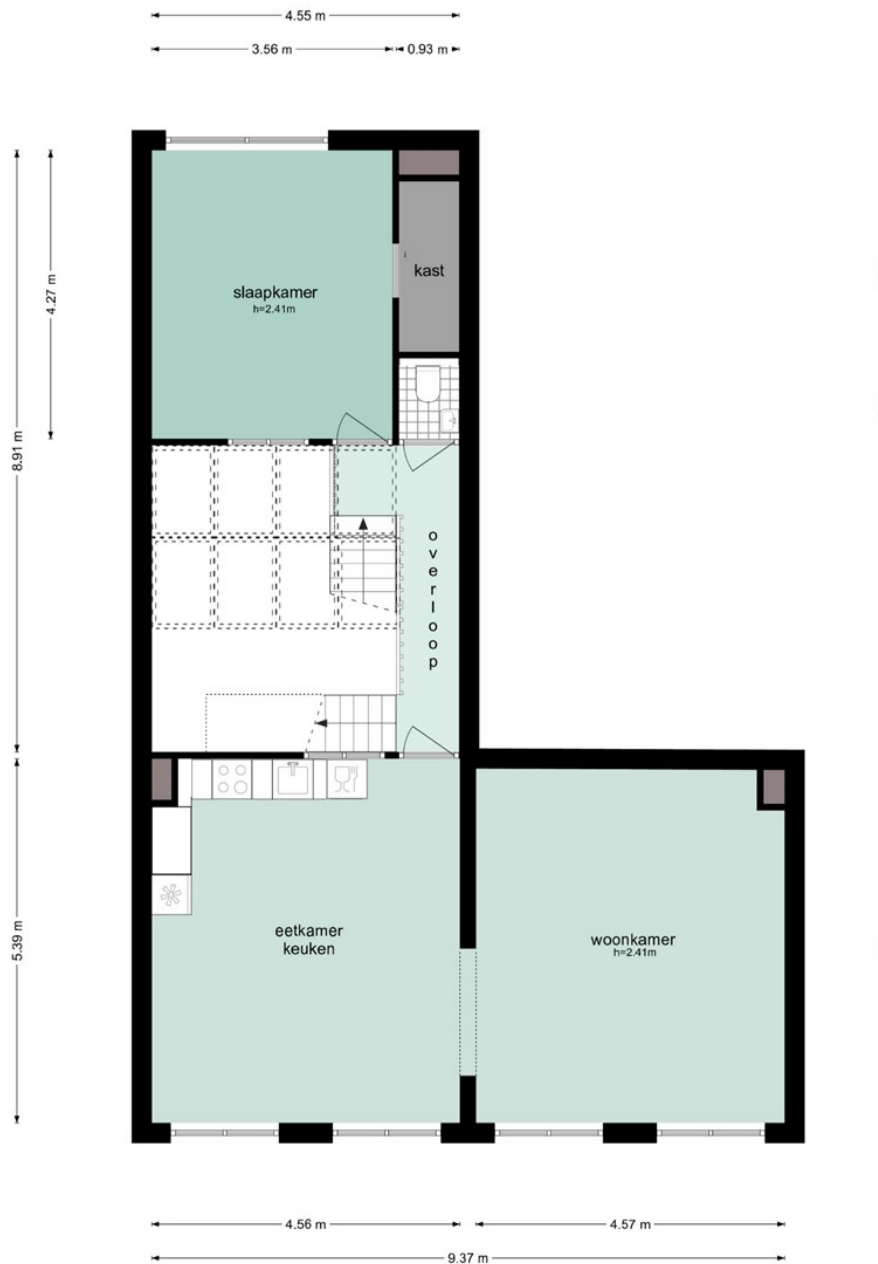 4.55 m
3.56 m
0.93 m
4.27 m
8.91 m
slaapkamer
h=2.41m
kast
overloop
5.39 m
eetkamer
keuken
woonkamer
h=2.41m
4.56 m
4.57 m
9.37 m